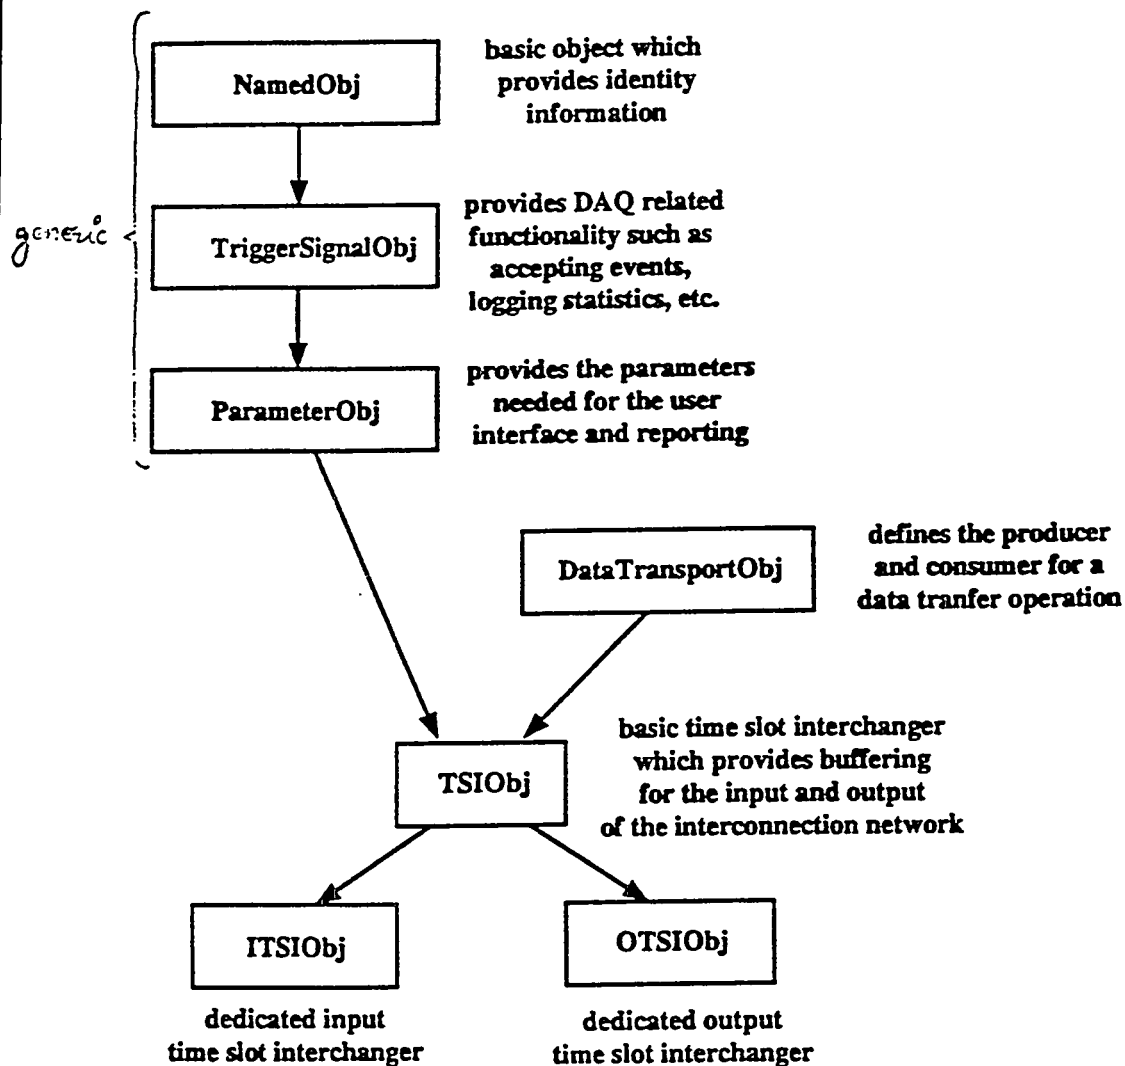 NamedObj
basic object which
provides identity
information
generic
TriggerSignalObj
provides DAQ related
functionality such as
accepting events,
logging statistics, etc.
ParameterObj
provides the parameters
needed for the user
interface and reporting
DataTransportObj
defines the producer
and consumer for a
data tranfer operation
TSIObj
basic time slot interchanger
which provides buffering
for the input and output
of the interconnection network
ITSIObj
OTSIObj
dedicated input
time slot interchanger
dedicated output
time slot interchanger